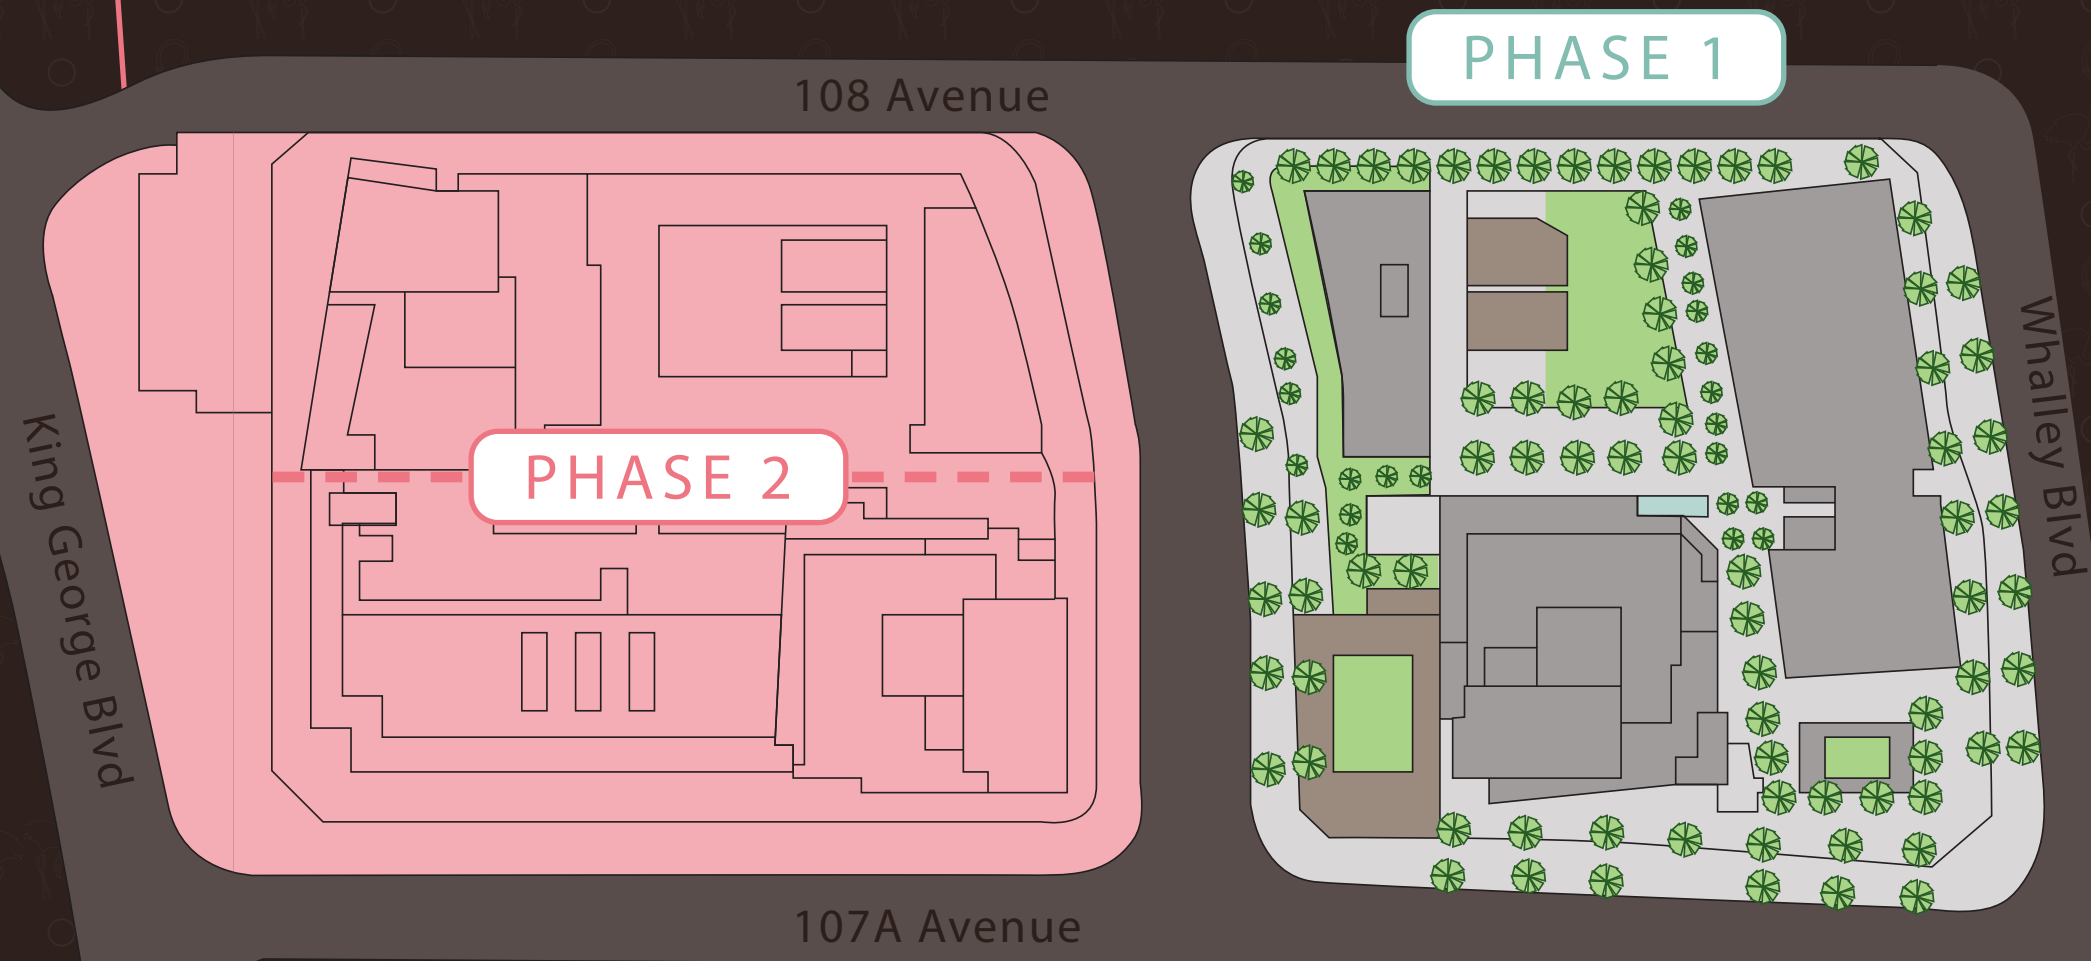 PHASE 1
108 Avenue
Whalley Blvd
King George Blvd
PHASE 2
107A Avenue